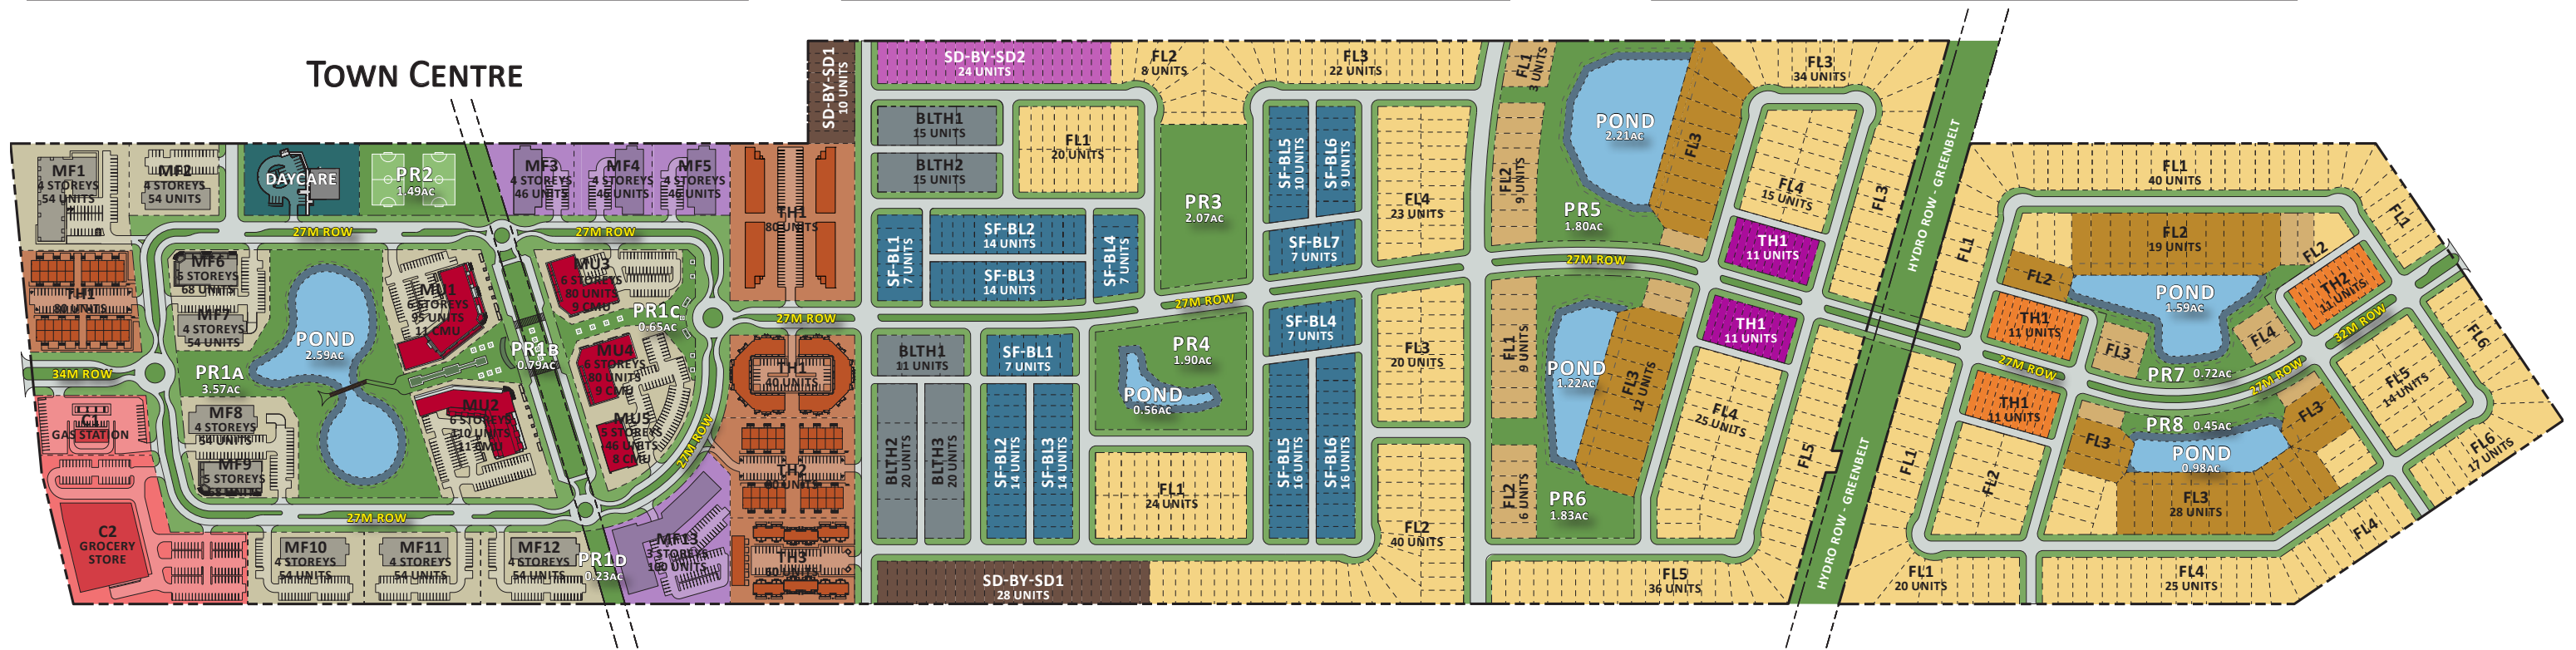 TOWN CENTRE
MF1
4 STOREYS
54 UNITS
MF2
4 STOREYS
54 UNITS
DAYCARE
PR2
1.49AC
MF3
4 STOREYS
46 UNITS
MF4
4 STOREYS
46 UNITS
MF5
4 STOREYS
46 UNITS
TH1
80 UNITS
27M ROW
27M ROW
TH1
80 UNITS
MF6
6 STOREYS
68 UNITS
MF7
4 STOREYS
54 UNITS
POND
2.59AC
PR1A
3.57AC
34M ROW
MU1
6 STOREYS
95 UNITS
11 CMU
MU3
6 STOREYS
80 UNITS
9 CMU
PR1C
0.65AC
PR1B
0.79AC
MU4
6 STOREYS
80 UNITS
9 CMU
MU2
6 STOREYS
110 UNITS
11 CMU
MU5
5 STOREYS
46 UNITS
8 CMU
27M ROW
C1
GAS STATION
MF8
4 STOREYS
54 UNITS
MF9
5 STOREYS
C2
GROCERY
STORE
27M ROW
MF10
4 STOREYS
54 UNITS
MF11
4 STOREYS
54 UNITS
MF12
4 STOREYS
54 UNITS
PR1D
0.23AC
MF13
3 STOREYS
100 UNITS
27M ROW
TH1
40 UNITS
TH2
TH3
60 UNITS
SD-BY-SD1
10 UNITS
SD-BY-SD2
24 UNITS
FL2
8 UNITS
FL3
22 UNITS
BLTH1
15 UNITS
BLTH2
15 UNITS
FL1
20 UNITS
PR3
2.07AC
SF-BL5
10 UNITS
SF-BL6
9 UNITS
FL4
23 UNITS
SF-BL1
7 UNITS
SF-BL2
14 UNITS
SF-BL3
14 UNITS
SF-BL4
7 UNITS
SF-BL7
7 UNITS
27M ROW
BLTH1
11 UNITS
SF-BL1
7 UNITS
PR4
1.90AC
POND
0.56AC
SF-BL4
7 UNITS
FL3
20 UNITS
BLTH2
20 UNITS
BLTH3
20 UNITS
SF-BL2
14 UNITS
SF-BL3
14 UNITS
FL1
24 UNITS
SF-BL5
16 UNITS
SF-BL6
16 UNITS
FL2
40 UNITS
SD-BY-SD1
28 UNITS
FL1
3 UNITS
FL2
9 UNITS
POND
2.21AC
FL3
FL3
34 UNITS
PR5
1.80AC
FL4
15 UNITS
FL3
TH1
11 UNITS
27M ROW
FL1
9 UNITS
POND
1.22AC
FL3
12 UNITS
TH1
11 UNITS
FL4
25 UNITS
FL2
6 UNITS
PR6
1.83AC
FL5
FL5
36 UNITS
HYDRO ROW - GREENBELT
HYDRO ROW - GREENBELT
FL1
FL1
40 UNITS
FL1
FL2
19 UNITS
FL2
FL2
POND
1.59AC
TH2
11 UNITS
TH1
11 UNITS
FL3
FL4
32M ROW
FL6
27M ROW
PR7 0.72AC
27M ROW
FL5
14 UNITS
TH1
11 UNITS
PR8 0.45AC
FL3
FL3
POND
0.98AC
FL1
FL2
FL3
28 UNITS
FL6
17 UNITS
FL4
FL1
20 UNITS
FL4
25 UNITS